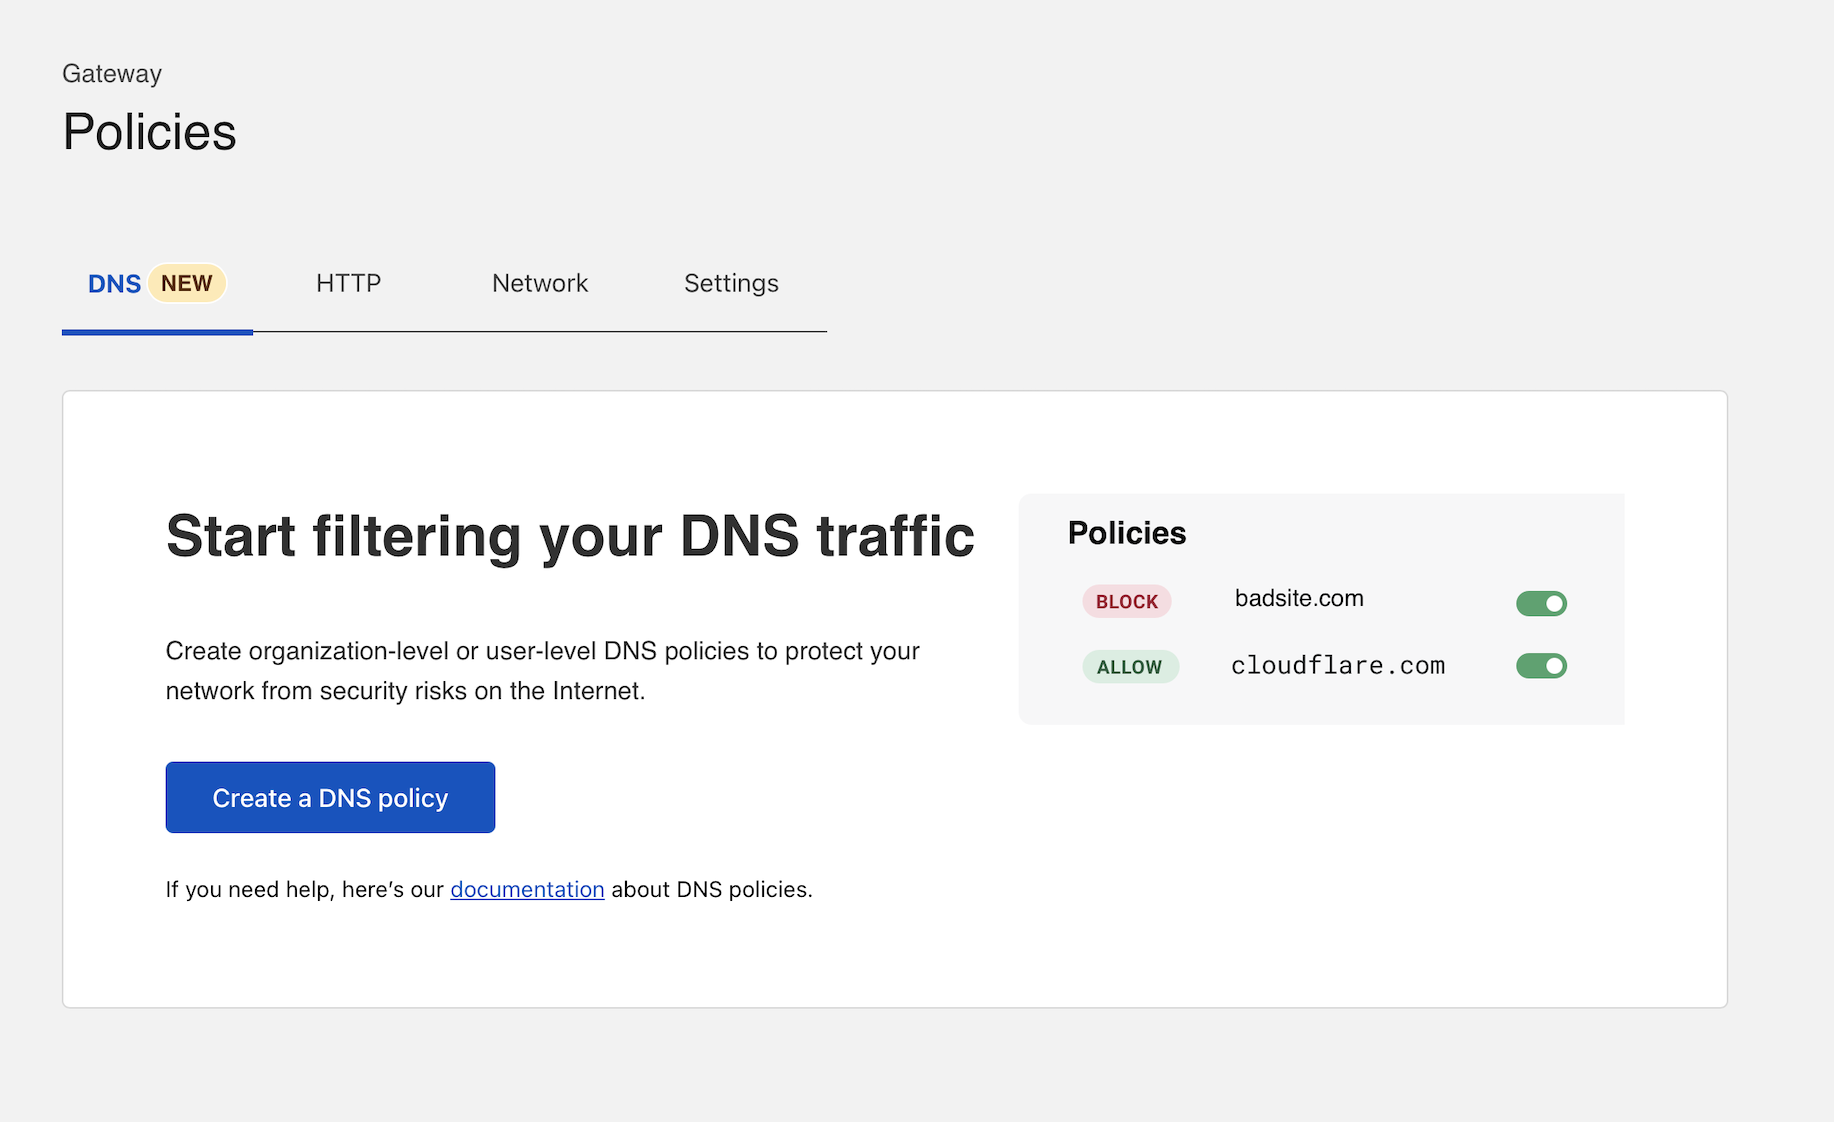 Gateway
Policies
DNS NEW HTTP Network Settings
Start filtering your DNS traffic
Create organization-level or user-level DNS policies to protect your
network from security risks on the Internet.
Create a DNS policy
If you need help, here’s our documentation about DNS policies.
Policies
BLOCK badsite.com
ALLOW cloudflare.com